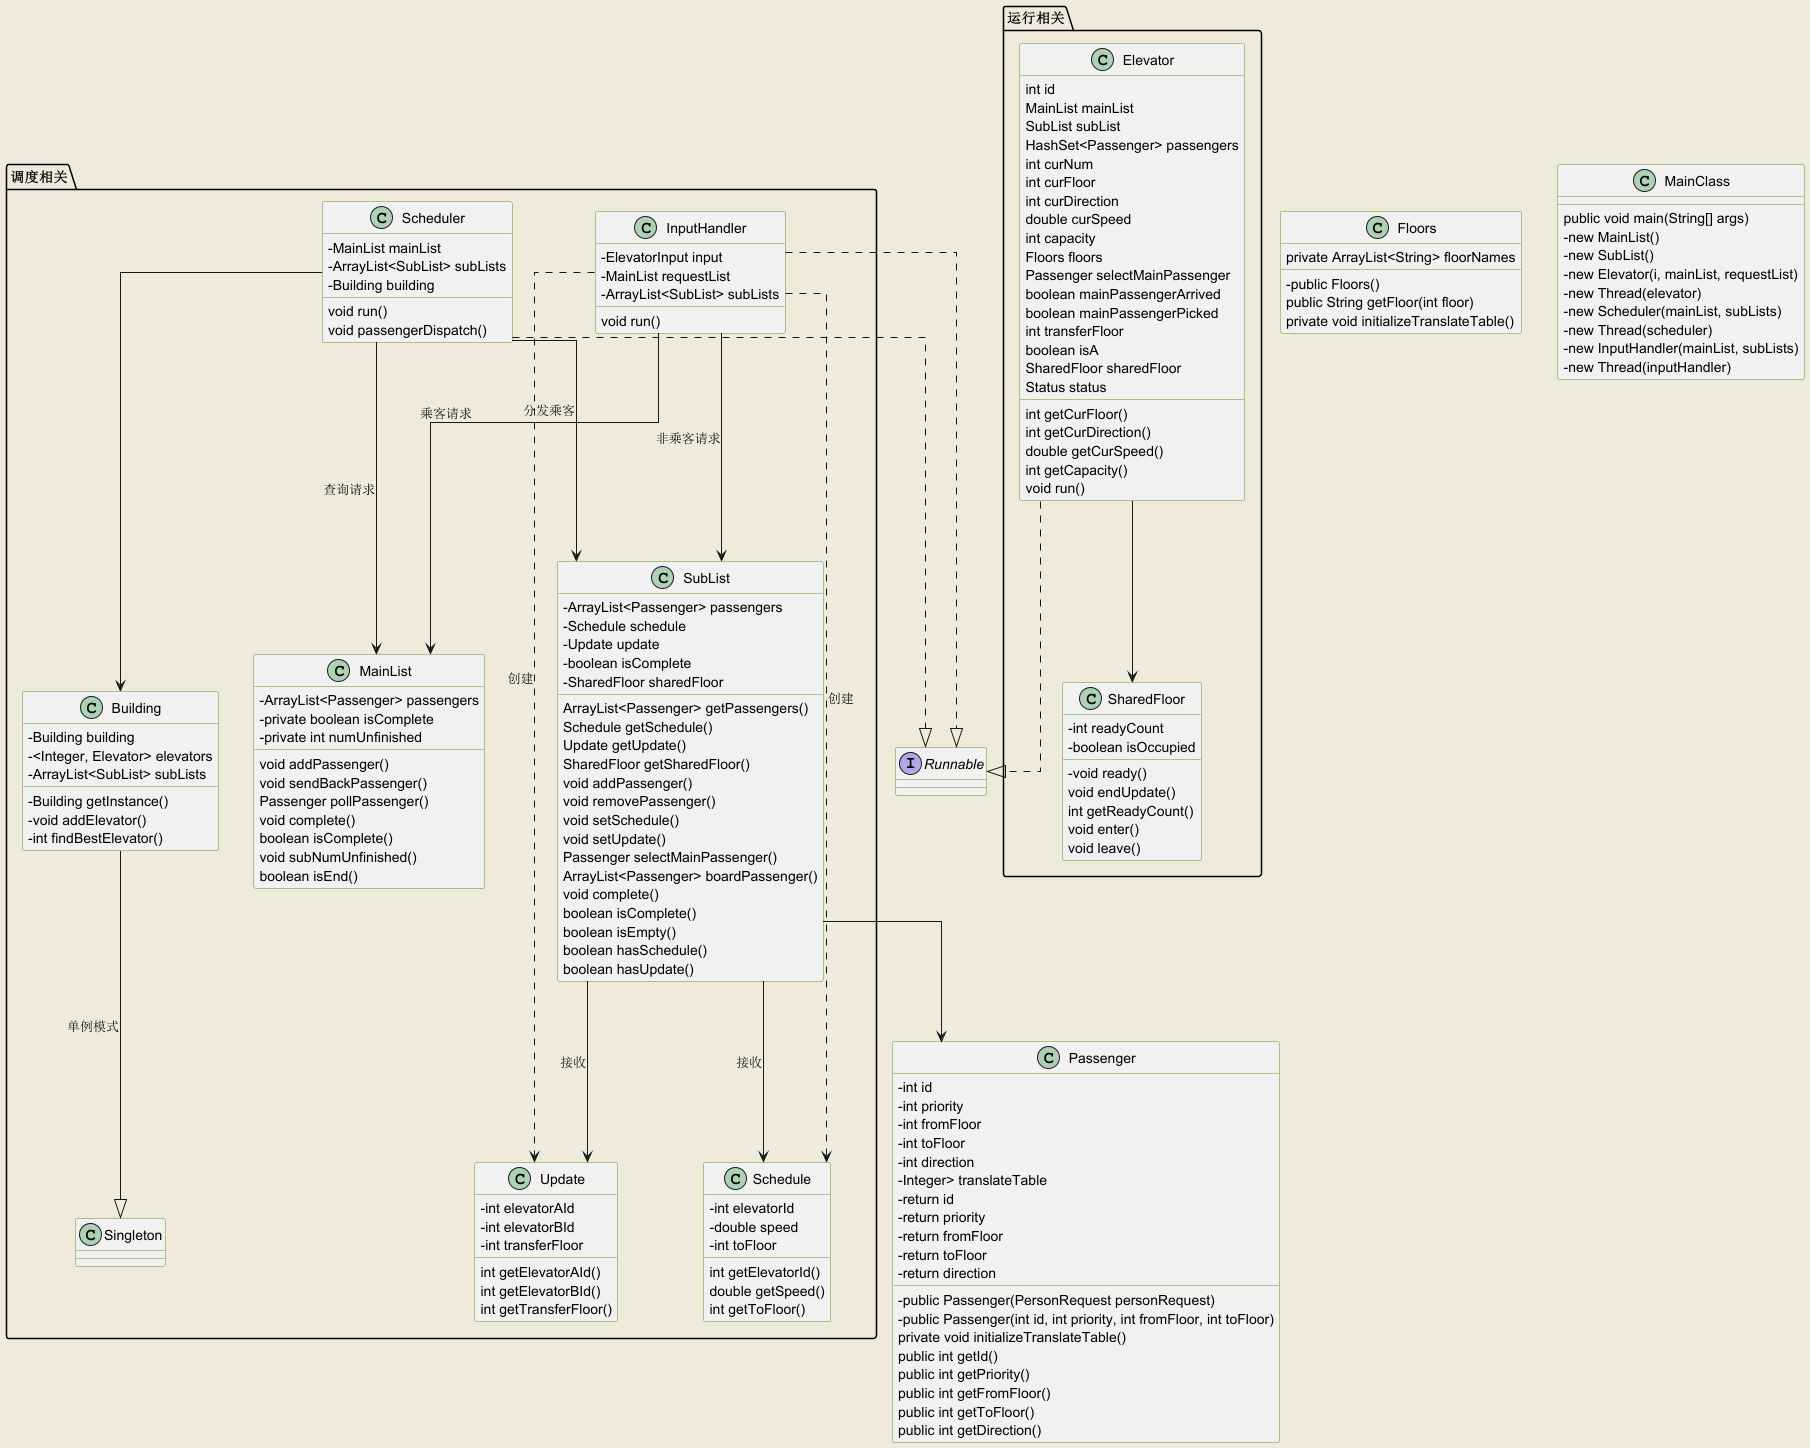 运行相关
C Elevator
int id
MainList mainList
SubList subList
HashSet<Passenger> passengers
int curNum
int curFloor
int curDirection
double curSpeed
int capacity
Floors floors
Passenger selectMainPassenger
boolean mainPassengerArrived
boolean mainPassengerPicked
int transferFloor
boolean isA
SharedFloor sharedFloor
Status status
int getCurFloor()
int getCurDirection()
double getCurSpeed()
int getCapacity()
void run()
调度相关
C Scheduler
-MainList mainList
-ArrayList<SubList> subLists
-Building building
void run()
void passengerDispatch()
C InputHandler
-ElevatorInput input
-MainList requestList
-ArrayList<SubList> subLists
void run()
C Floors
private ArrayList<String> floorNames
-public Floors()
public String getFloor(int floor)
private void initializeTranslateTable()
C MainClass
public void main(String[] args)
-new MainList()
-new SubList()
-new Elevator(i, mainList, requestList)
-new Thread(elevator)
-new Scheduler(mainList, subLists)
-new Thread(scheduler)
-new InputHandler(mainList, subLists)
-new Thread(inputHandler)
乘客请求
分发乘客
非乘客请求
查询请求
创建
创建
C SubList
-ArrayList<Passenger> passengers
-Schedule schedule
-Update update
-boolean isComplete
-SharedFloor sharedFloor
ArrayList<Passenger> getPassengers()
Schedule getSchedule()
Update getUpdate()
SharedFloor getSharedFloor()
void addPassenger()
void removePassenger()
void setSchedule()
void setUpdate()
Passenger selectMainPassenger()
ArrayList<Passenger> boardPassenger()
void complete()
boolean isComplete()
boolean isEmpty()
boolean hasSchedule()
boolean hasUpdate()
C MainList
-ArrayList<Passenger> passengers
-private boolean isComplete
-private int numUnfinished
void addPassenger()
void sendBackPassenger()
Passenger pollPassenger()
void complete()
boolean isComplete()
void subNumUnfinished()
boolean isEnd()
C Building
-Building building
-<Integer, Elevator> elevators
-ArrayList<SubList> subLists
-Building getInstance()
-void addElevator()
-int findBestElevator()
I Runnable
C SharedFloor
-int readyCount
-boolean isOccupied
-void ready()
void endUpdate()
int getReadyCount()
void enter()
void leave()
单例模式
接收
接收
C Singleton
C Update
-int elevatorAId
-int elevatorBId
-int transferFloor
int getElevatorAId()
int getElevatorBId()
int getTransferFloor()
C Schedule
-int elevatorId
-double speed
-int toFloor
int getElevatorId()
double getSpeed()
int getToFloor()
C Passenger
-int id
-int priority
-int fromFloor
-int toFloor
-int direction
-Integer> translateTable
-return id
-return priority
-return fromFloor
-return toFloor
-return direction
-public Passenger(PersonRequest personRequest)
-public Passenger(int id, int priority, int fromFloor, int toFloor)
private void initializeTranslateTable()
public int getId()
public int getPriority()
public int getFromFloor()
public int getToFloor()
public int getDirection()